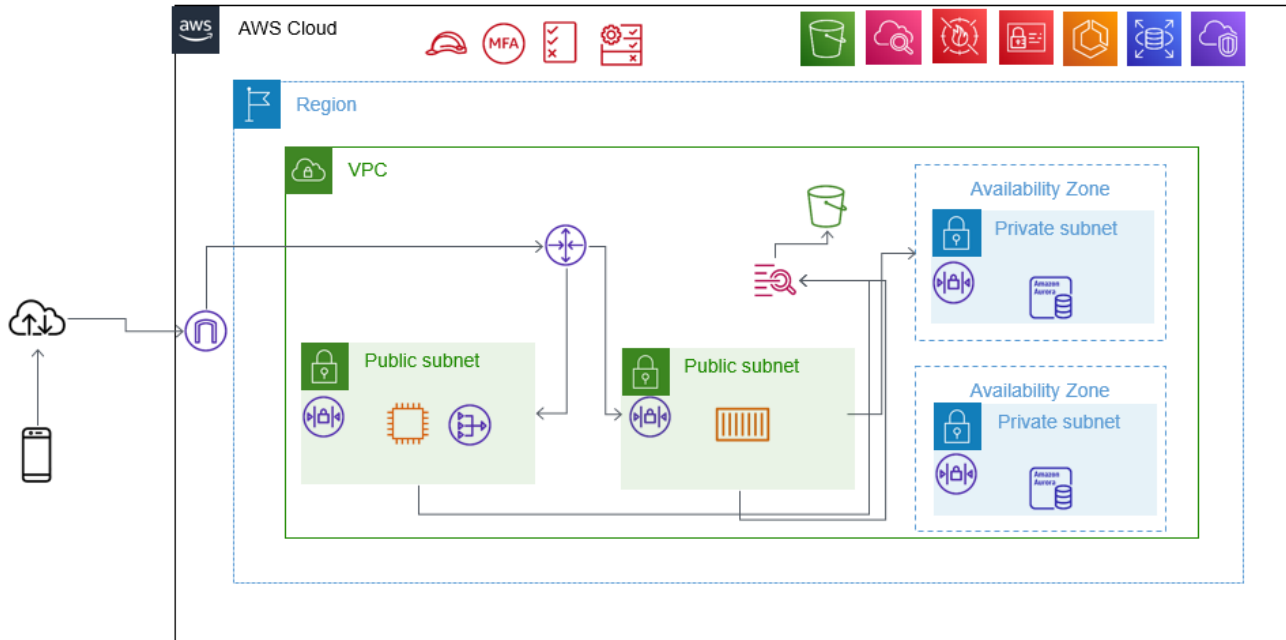 aws
AWS Cloud
MFA
Region
VPC
Availability Zone
Private subnet
Amazon
Aurora
Public subnet
Public subnet
Availability Zone
Private subnet
Amazon
Aurora